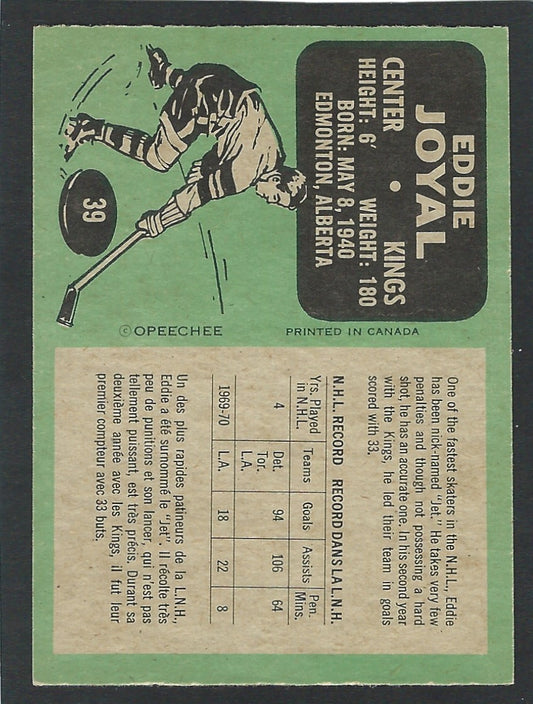 EDDIE
JOYAL
CENTER • KINGS
HEIGHT: 6' WEIGHT: 180
BORN: MAY 8, 1940
EDMONTON, ALBERTA
39
© OPEECHEE PRINTED IN CANADA
One of the fastest skaters in the N.H.L., Eddie
has been nick-named "Jet." He takes very few
penalties and though not possessing a hard
shot, he has an accurate one. In his second year
with the Kings, he led their team in goals
scored with 33.
N.H.L. RECORD RECORD DANS LA L.N.H.
Yrs. Played in N.H.L. Teams Goals Assists Pen. Mins.
4 Det. Tor. L.A. 94 106 64
1969-70 L.A. 18 22 8
Un des plus rapides patineurs de la L.N.H.,
Eddie a été surnommé le "Jet". Il récolte très
peu de punitions et son lancer, qui n'est pas
tellement puissant, est très précis. Durant sa
deuxième année avec les Kings, il fut leur
premier compteur avec 33 buts.